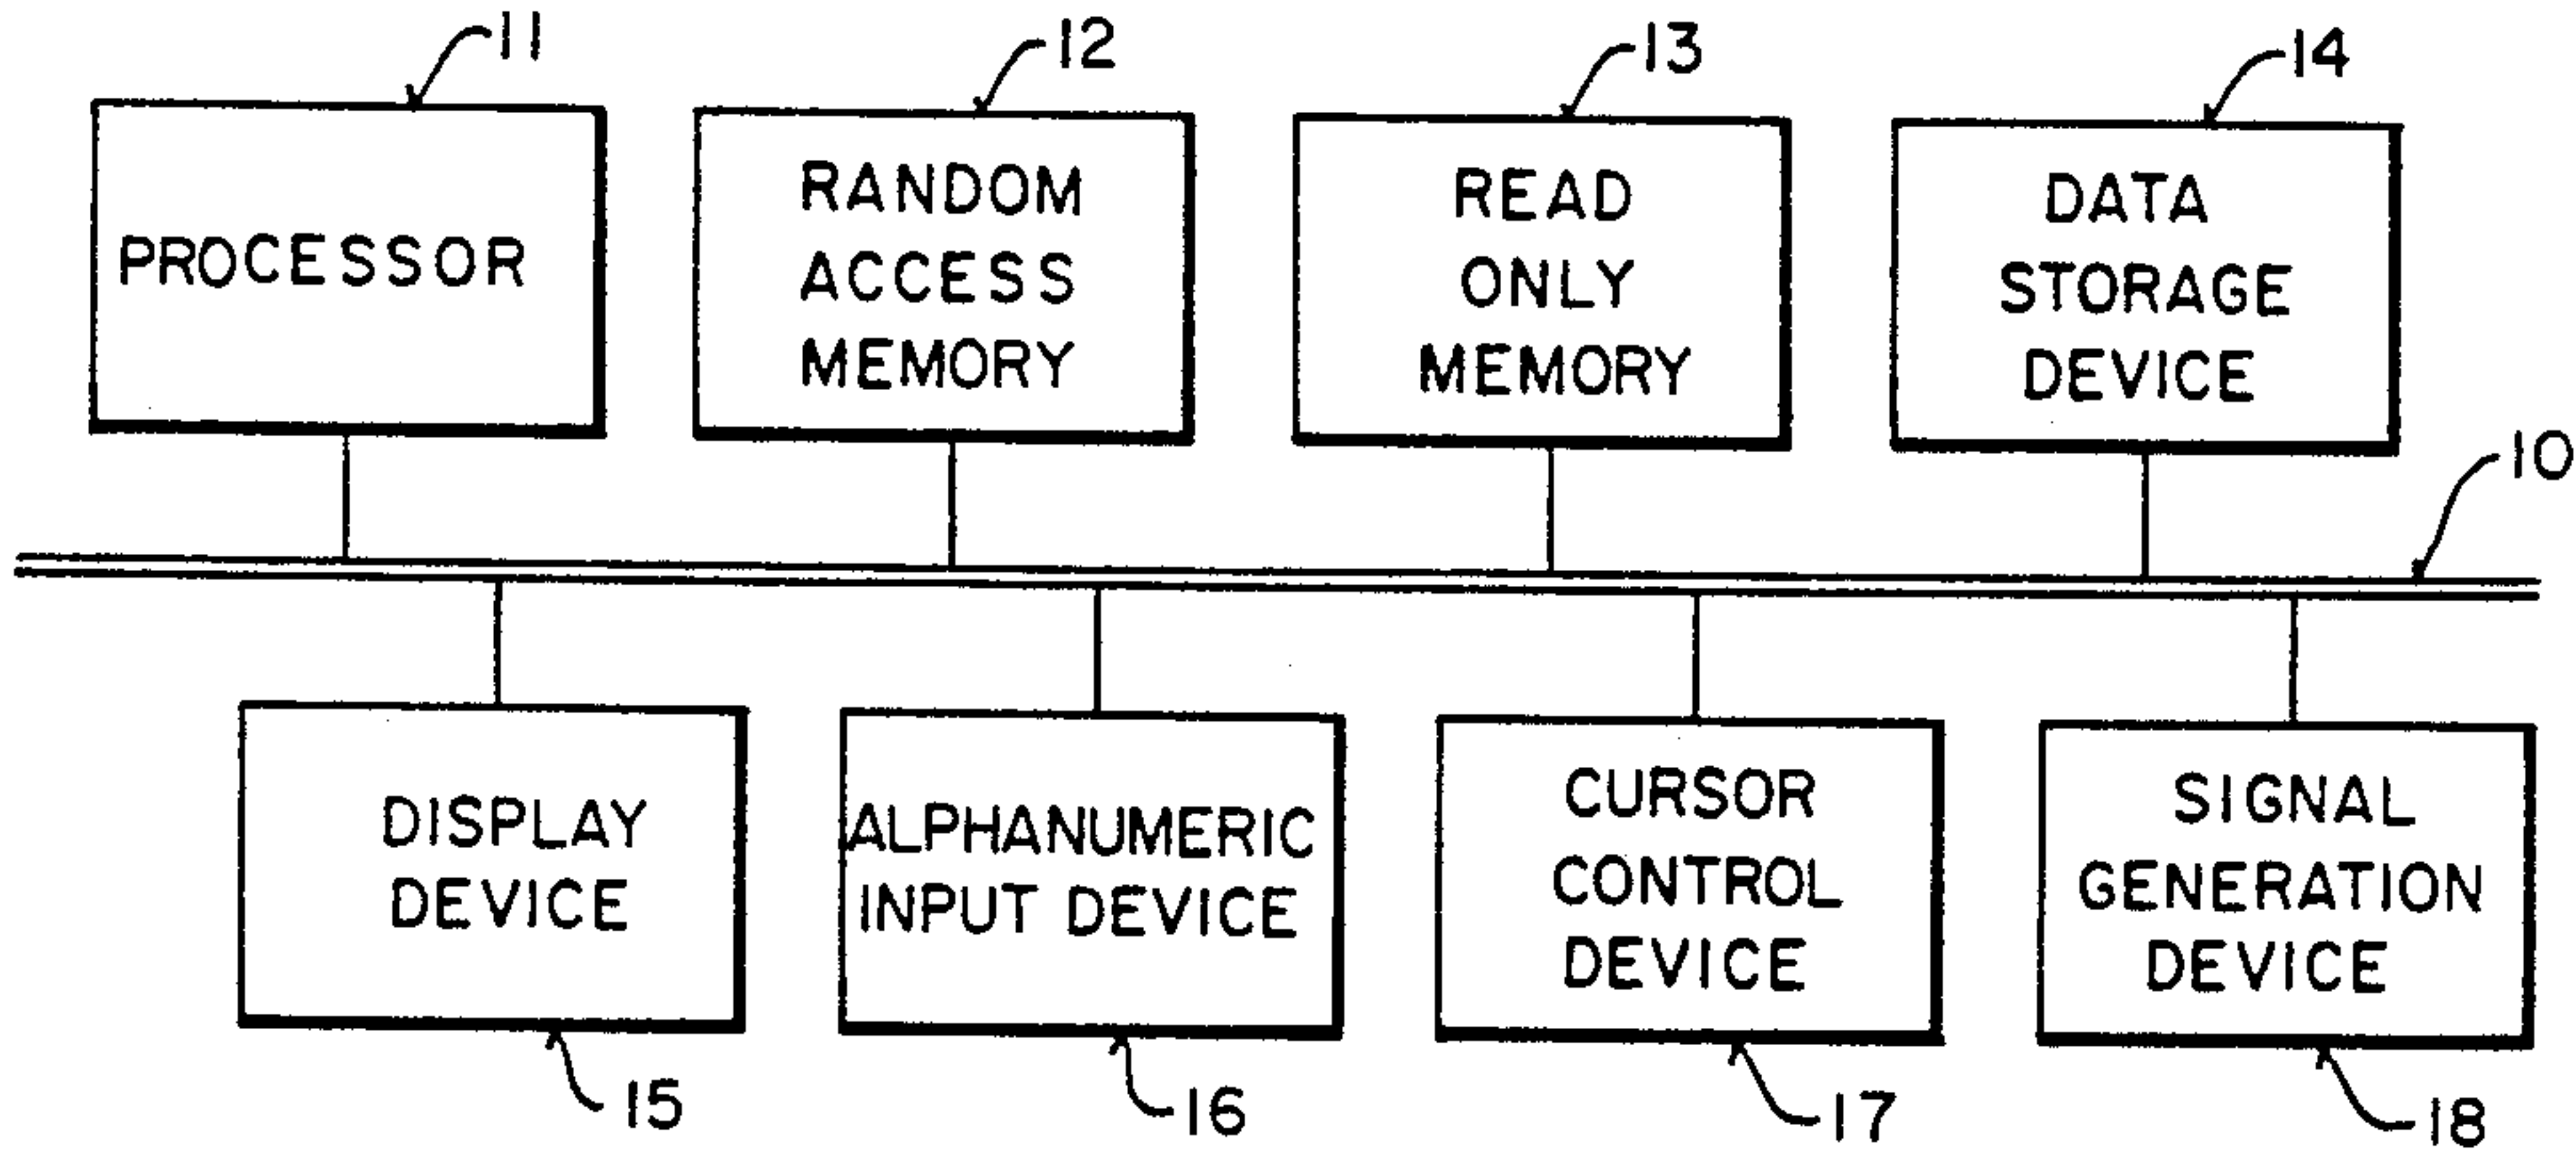 11
12
13
14
PROCESSOR
RANDOM
ACCESS
MEMORY
READ
ONLY
MEMORY
DATA
STORAGE
DEVICE
10
DISPLAY
DEVICE
ALPHANUMERIC
INPUT DEVICE
CURSOR
CONTROL
DEVICE
SIGNAL
GENERATION
DEVICE
15
16
17
18